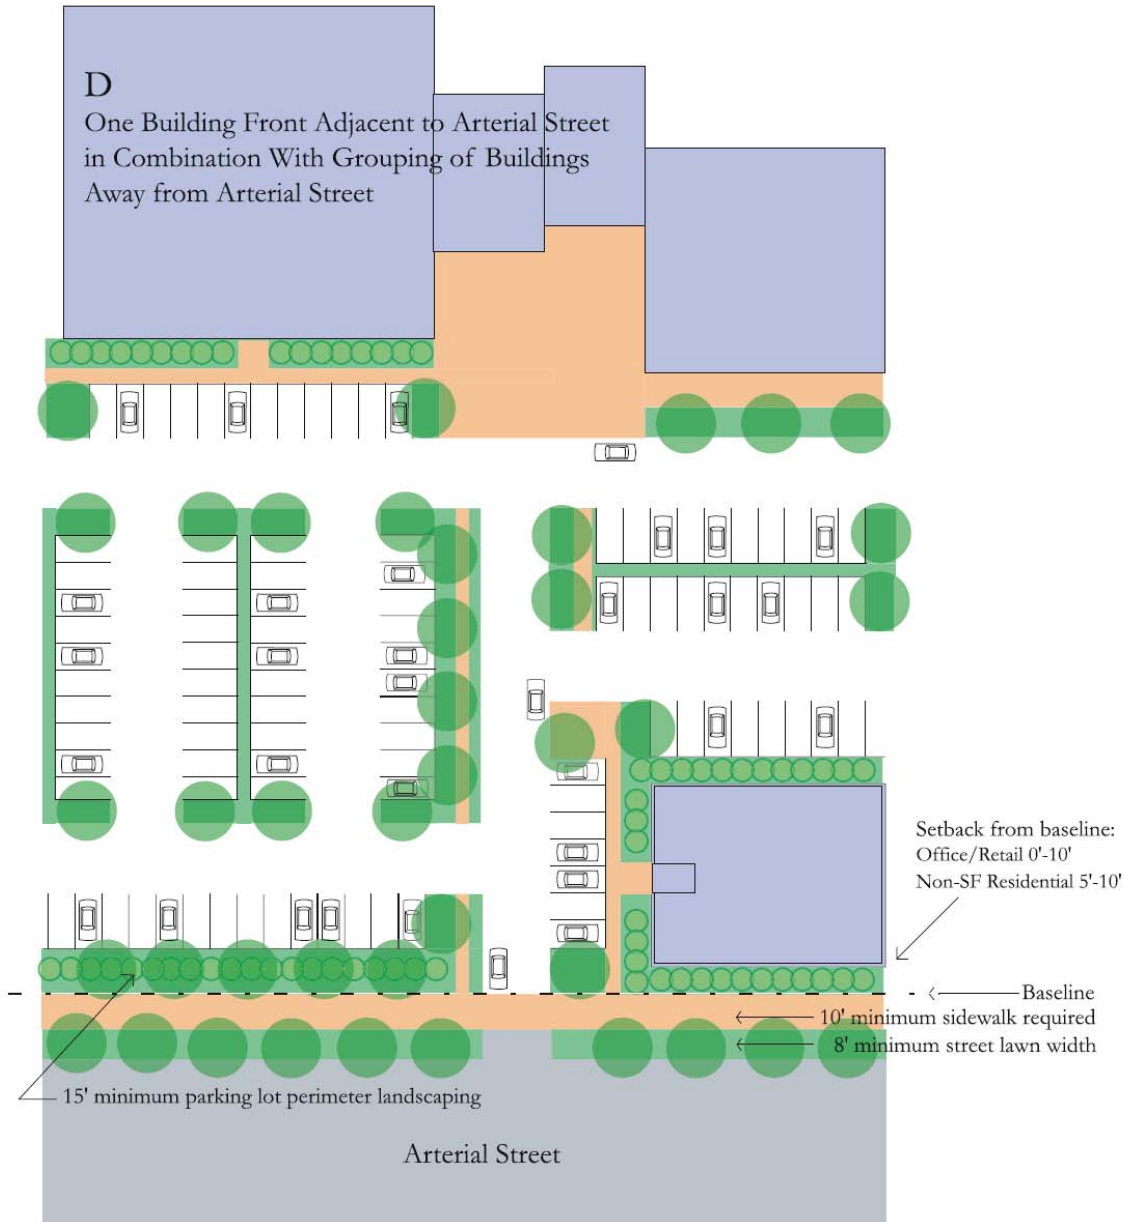 D
One Building Front Adjacent to Arterial Street
in Combination With Grouping of Buildings
Away from Arterial Street
Setback from baseline:
Office/Retail 0'-10'
Non-SF Residential 5'-10'
Baseline
10' minimum sidewalk required
8' minimum street lawn width
15' minimum parking lot perimeter landscaping
Arterial Street